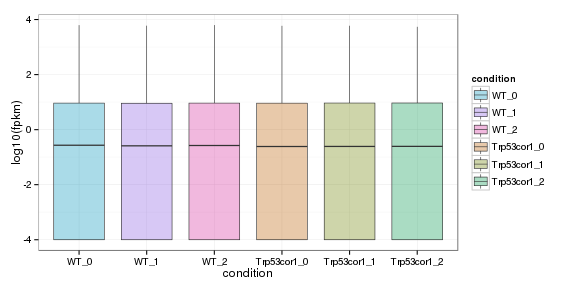 4
2
0
-2
-4
log10(fpkm)
WT_0 WT_1 WT_2 Trp53cor1_0 Trp53cor1_1 Trp53cor1_2
condition
condition
WT_0
WT_1
WT_2
Trp53cor1_0
Trp53cor1_1
Trp53cor1_2